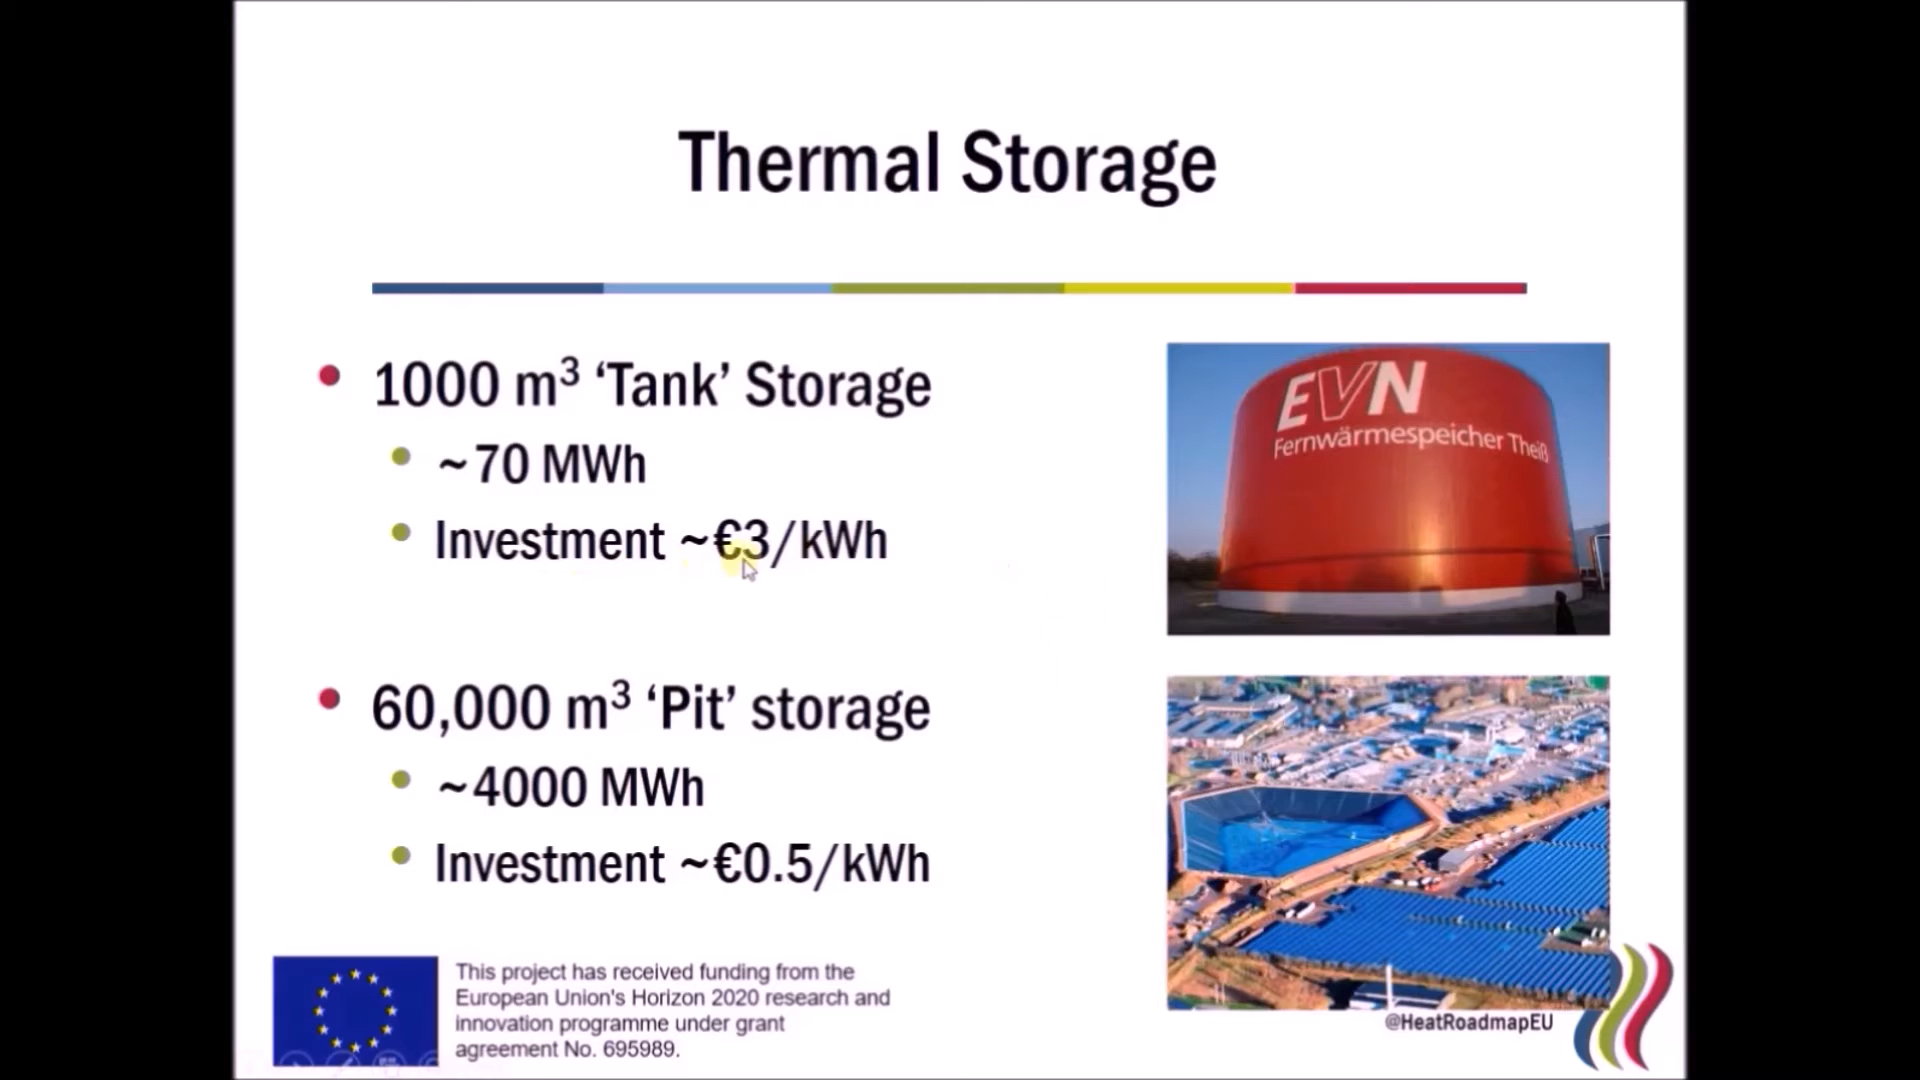 Thermal Storage
1000 m³ ‘Tank’ Storage
~70 MWh
Investment ~€3/kWh
EVN
Fernwärmespeicher Theiß
60,000 m³ ‘Pit’ storage
~4000 MWh
Investment ~€0.5/kWh
This project has received funding from the
European Union's Horizon 2020 research and
innovation programme under grant
agreement No. 695989.
@HeatRoadmapEU